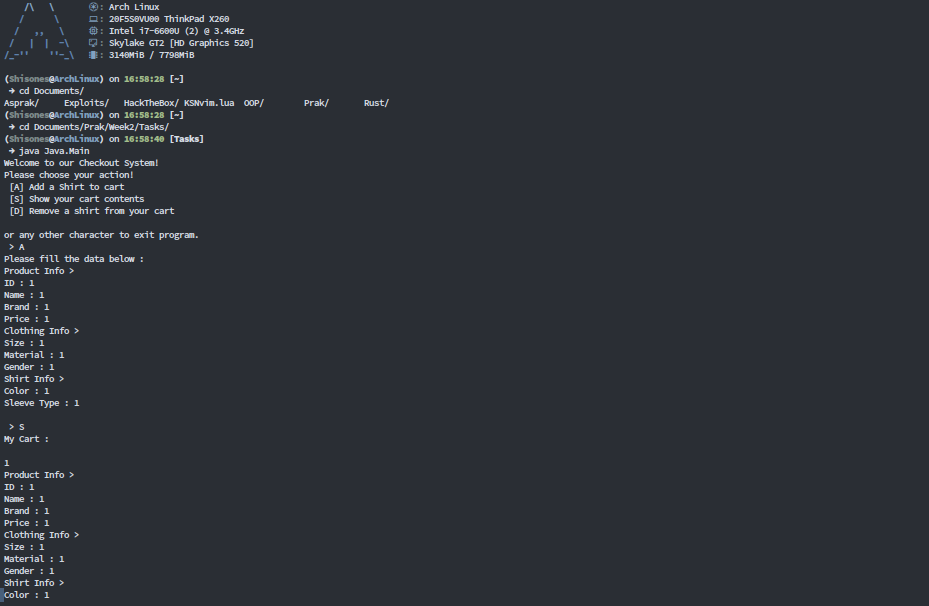 : Arch Linux
: 20F5S0VU00 ThinkPad X260
: Intel i7-6600U (2) @ 3.4GHz
: Skylake GT2 [HD Graphics 520]
: 3140MiB / 7798MiB
(Shisones@ArchLinux) on 16:58:28 [~]
➜ cd Documents/
Asprak/ Exploits/ HackTheBox/ KSNvim.lua OOP/ Prak/ Rust/
(Shisones@ArchLinux) on 16:58:28 [~]
➜ cd Documents/Prak/Week2/Tasks/
(Shisones@ArchLinux) on 16:58:40 [Tasks]
➜ java Java.Main
Welcome to our Checkout System!
Please choose your action!
[A] Add a Shirt to cart
[S] Show your cart contents
[D] Remove a shirt from your cart
or any other character to exit program.
> A
Please fill the data below :
Product Info >
ID : 1
Name : 1
Brand : 1
Price : 1
Clothing Info >
Size : 1
Material : 1
Gender : 1
Shirt Info >
Color : 1
Sleeve Type : 1
> S
My Cart :
1
Product Info >
ID : 1
Name : 1
Brand : 1
Price : 1
Clothing Info >
Size : 1
Material : 1
Gender : 1
Shirt Info >
Color : 1